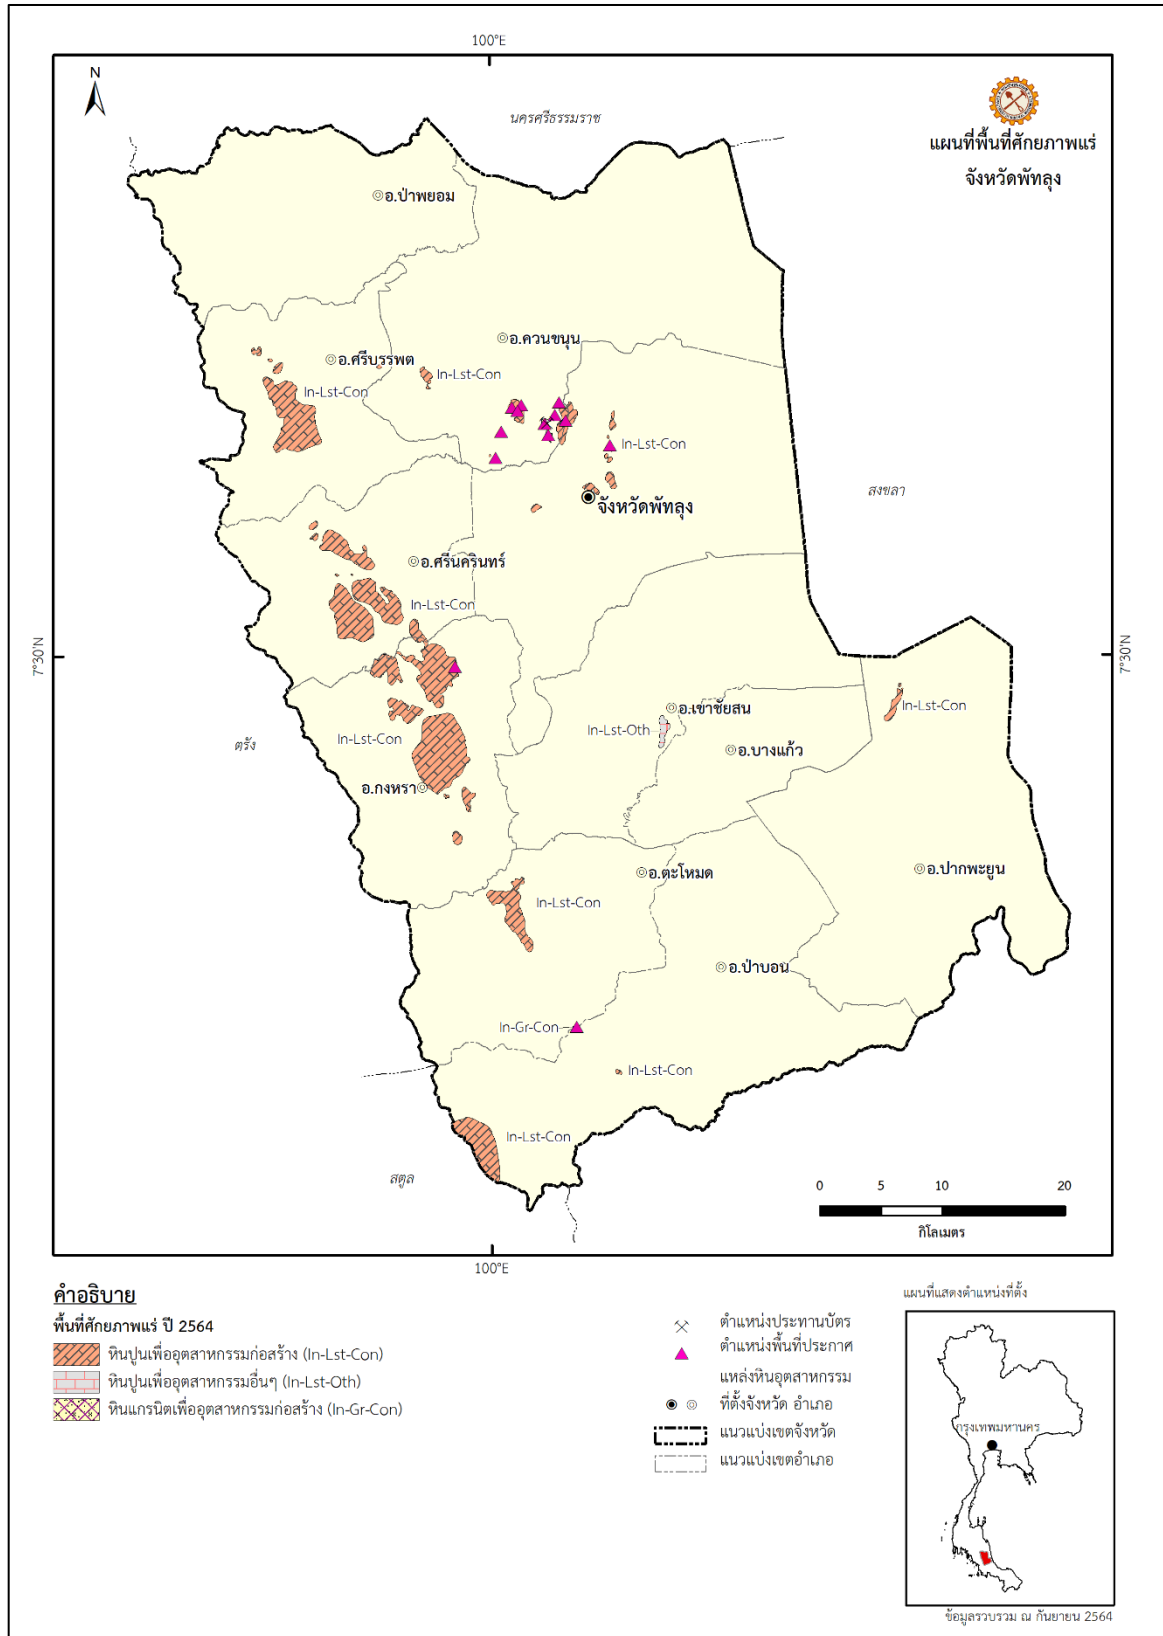 100°E
N
นครศรีธรรมราช
แผนที่พื้นที่ศักยภาพแร่
จังหวัดพัทลุง
อ.ป่าพยอม
อ.ควนขนุน
อ.ศรีบรรพต
In-Lst-Con
In-Lst-Con
In-Lst-Con
สงขลา
จังหวัดพัทลุง
อ.ศรีนครินทร์
In-Lst-Con
7°30'N
7°30'N
อ.เขาชัยสน
In-Lst-Con
In-Lst-Oth
ตรัง
In-Lst-Con
อ.บางแก้ว
อ.กงหรา
อ.ตะโหมด
อ.ปากพะยูน
In-Lst-Con
อ.ป่าบอน
In-Gr-Con
In-Lst-Con
In-Lst-Con
สตูล
0 5 10 20
กิโลเมตร
100°E
คำอธิบาย
พื้นที่ศักยภาพแร่ ปี 2564
หินปูนเพื่ออุตสาหกรรมก่อสร้าง (In-Lst-Con)
หินปูนเพื่ออุตสาหกรรมอื่นๆ (In-Lst-Oth)
หินแกรนิตเพื่ออุตสาหกรรมก่อสร้าง (In-Gr-Con)
ตำแหน่งประทานบัตร
ตำแหน่งพื้นที่ประกาศ
แหล่งหินอุตสาหกรรม
ที่ตั้งจังหวัด อำเภอ
แนวแบ่งเขตจังหวัด
แนวแบ่งเขตอำเภอ
แผนที่แสดงตำแหน่งที่ตั้ง
กรุงเทพมหานคร
ข้อมูลรวบรวม ณ กันยายน 2564